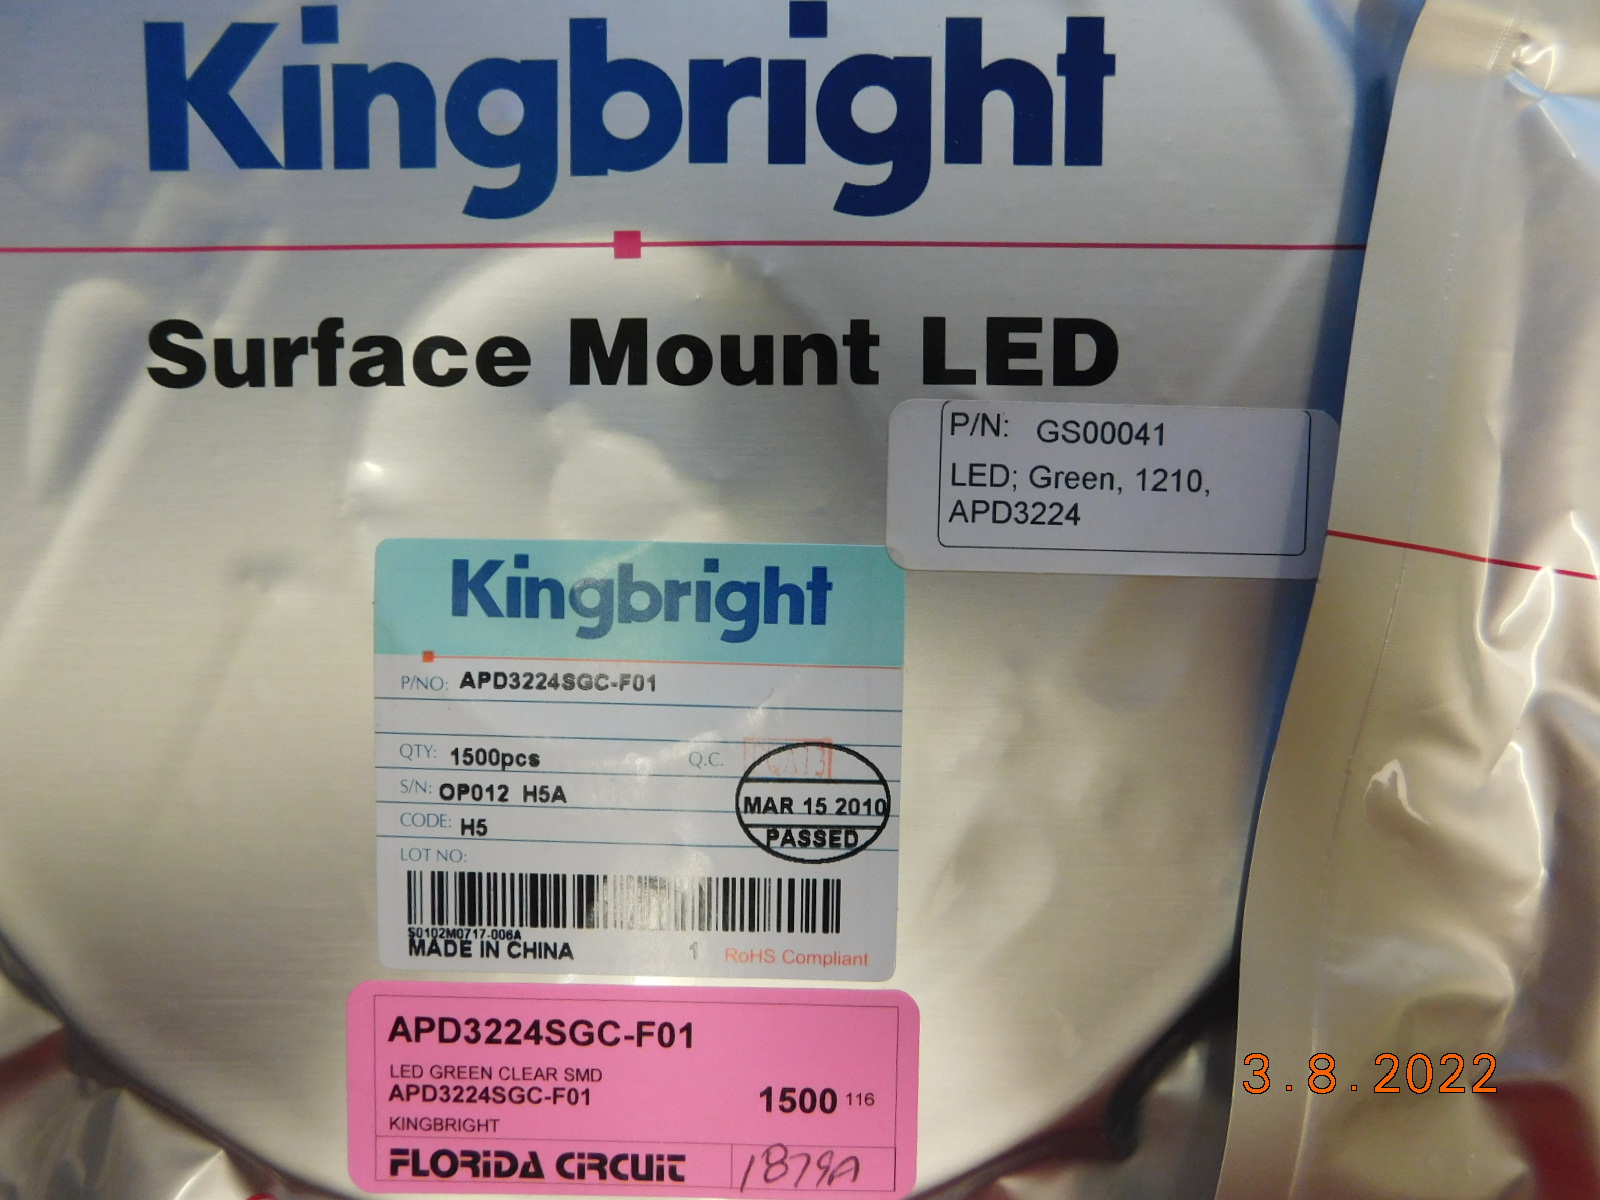 Kingbright
Surface Mount LED
P/N: GS00041
LED; Green, 1210,
APD3224
Kingbright
P/NO: APD3224SGC-F01
QTY: 1500pcs
Q.C.
S/N: OP012 H5A
MAR 15 2010
CODE: H5
PASSED
LOT NO:
S0102M0717-006A
MADE IN CHINA
1
RoHS Compliant
APD3224SGC-F01
LED GREEN CLEAR SMD
APD3224SGC-F01
1500 116
KINGBRIGHT
FLORiDA CiRCUiT
1879A
3.8.2022